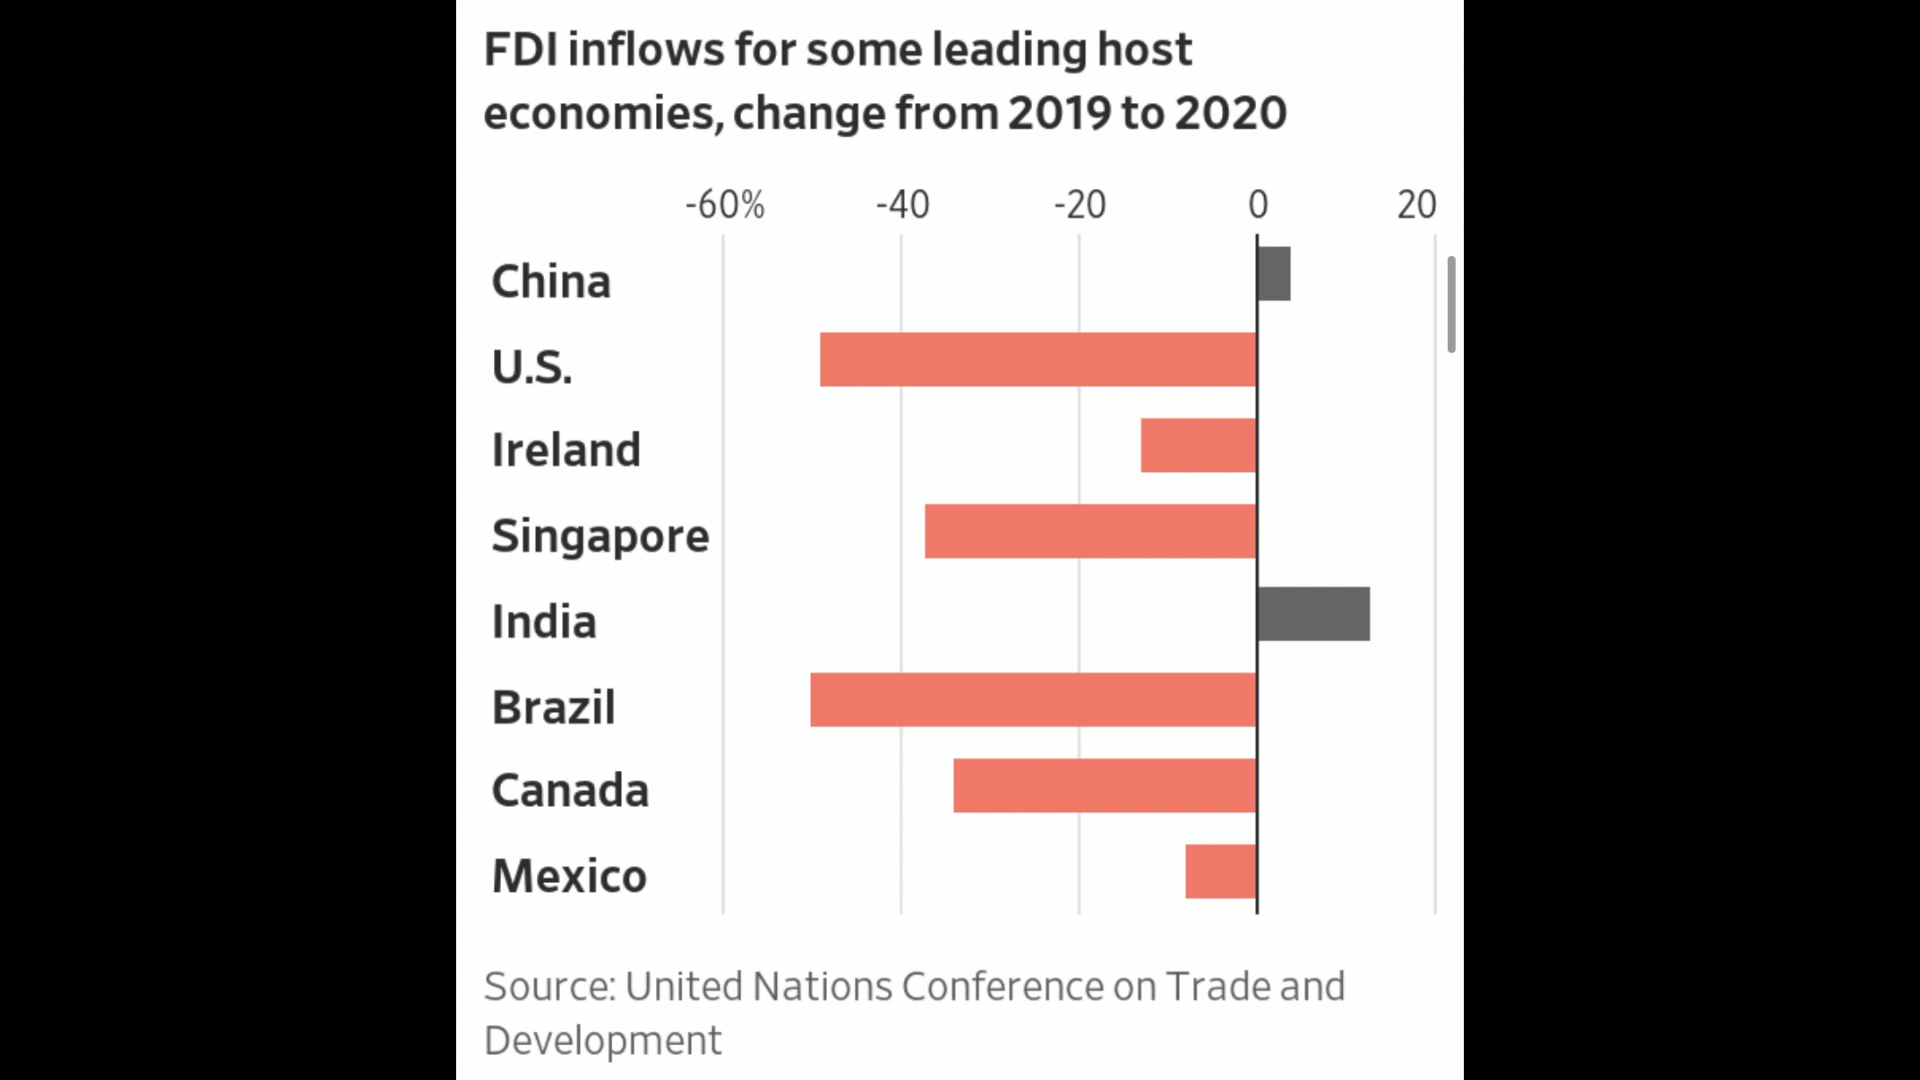 FDI inflows for some leading host
economies, change from 2019 to 2020
-60% -40 -20 0 20
China
U.S.
Ireland
Singapore
India
Brazil
Canada
Mexico
Source: United Nations Conference on Trade and
Development